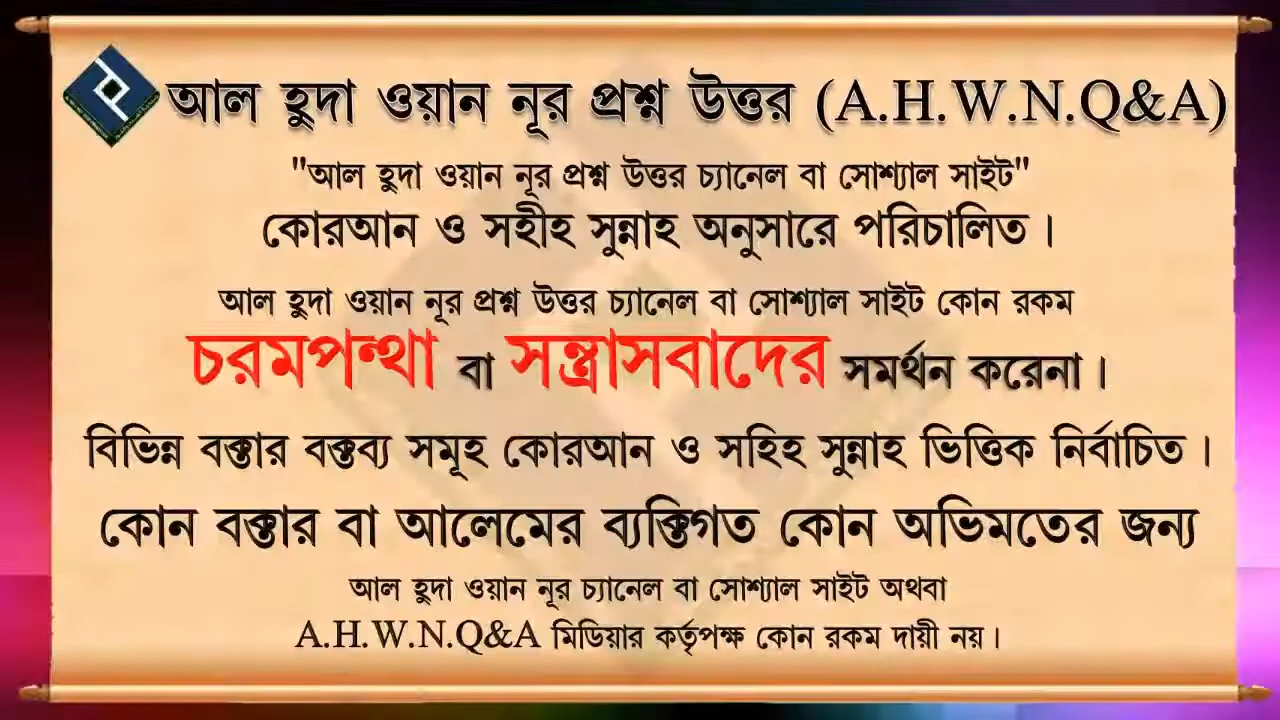 আল হুদা ওয়ান নূর প্রশ্ন উত্তর (A.H.W.N.Q&A)
"আল হুদা ওয়ান নূর প্রশ্ন উত্তর চ্যানেল বা সোশ্যাল সাইট"
কোরআন ও সহীহ সুন্নাহ অনুসারে পরিচালিত।
আল হুদা ওয়ান নূর প্রশ্ন উত্তর চ্যানেল বা সোশ্যাল সাইট কোন রকম
চরমপন্থা বা সন্ত্রাসবাদের সমর্থন করেনা।
বিভিন্ন বক্তার বক্তব্য সমূহ কোরআন ও সহিহ সুন্নাহ ভিত্তিক নির্বাচিত।
কোন বক্তার বা আলেমের ব্যক্তিগত কোন অভিমতের জন্য
আল হুদা ওয়ান নূর চ্যানেল বা সোশ্যাল সাইট অথবা
A.H.W.N.Q&A মিডিয়ার কর্তৃপক্ষ কোন রকম দায়ী নয়।